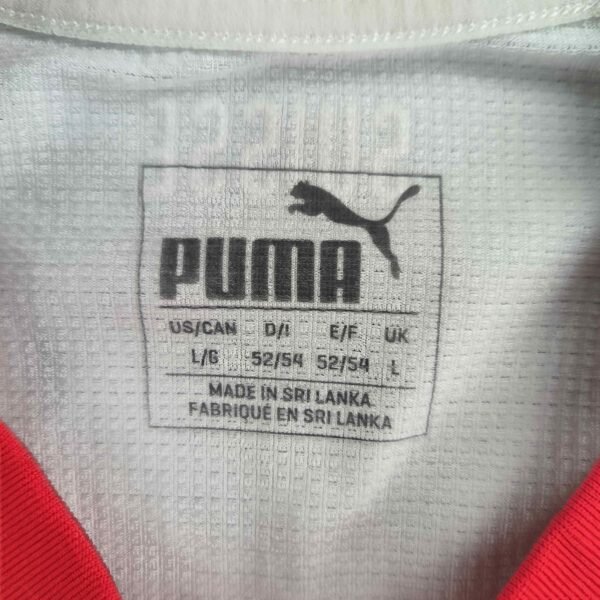 PUMA
US/CAN D/I E/F UK
L/G 52/54 52/54 L
MADE IN SRI LANKA
FABRIQUÉ EN SRI LANKA